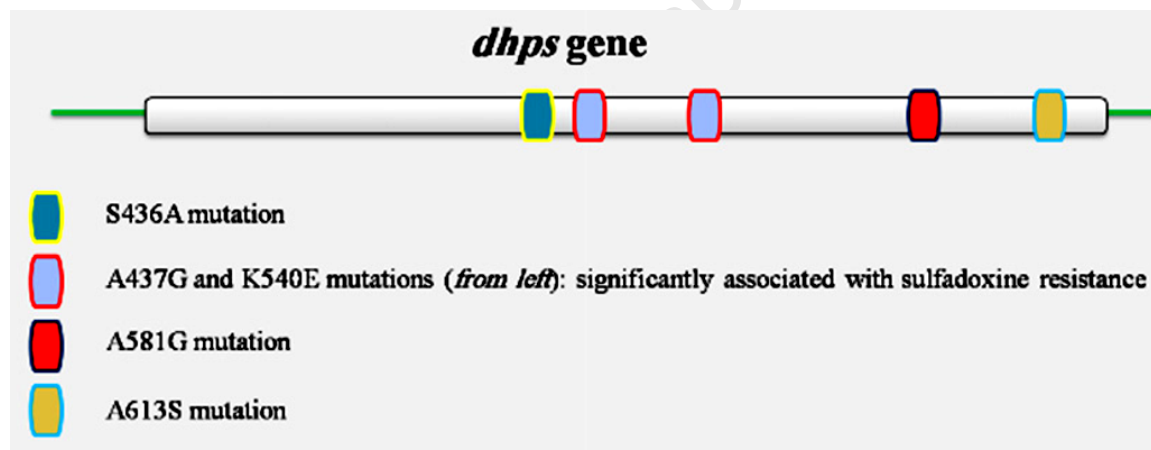 dhps gene
S436A mutation
A437G and K540E mutations (from left): significantly associated with sulfadoxine resistance
A581G mutation
A613S mutation